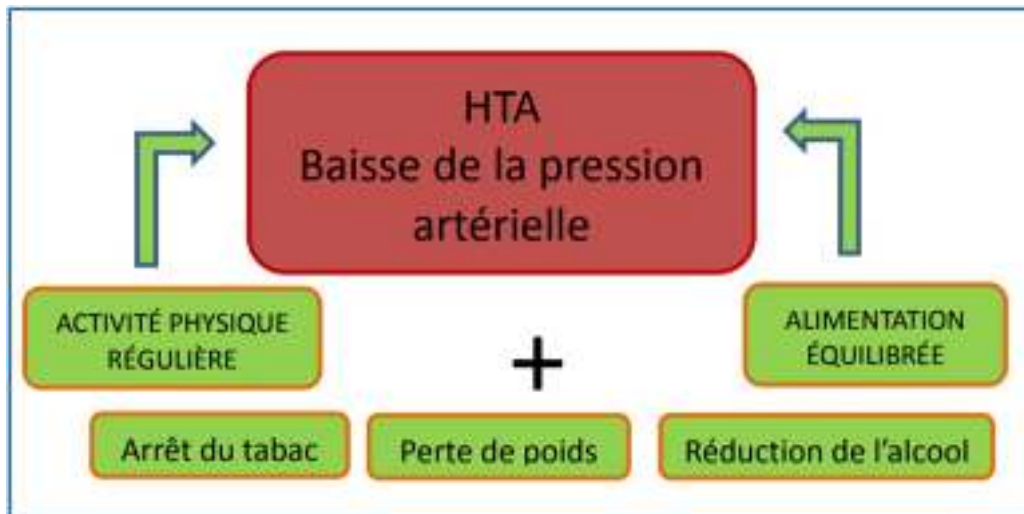 HTA
Baisse de la pression
artérielle
ACTIVITÉ PHYSIQUE
RÉGULIÈRE
ALIMENTATION
ÉQUILIBRÉE
+
Arrêt du tabac
Perte de poids
Réduction de l'alcool